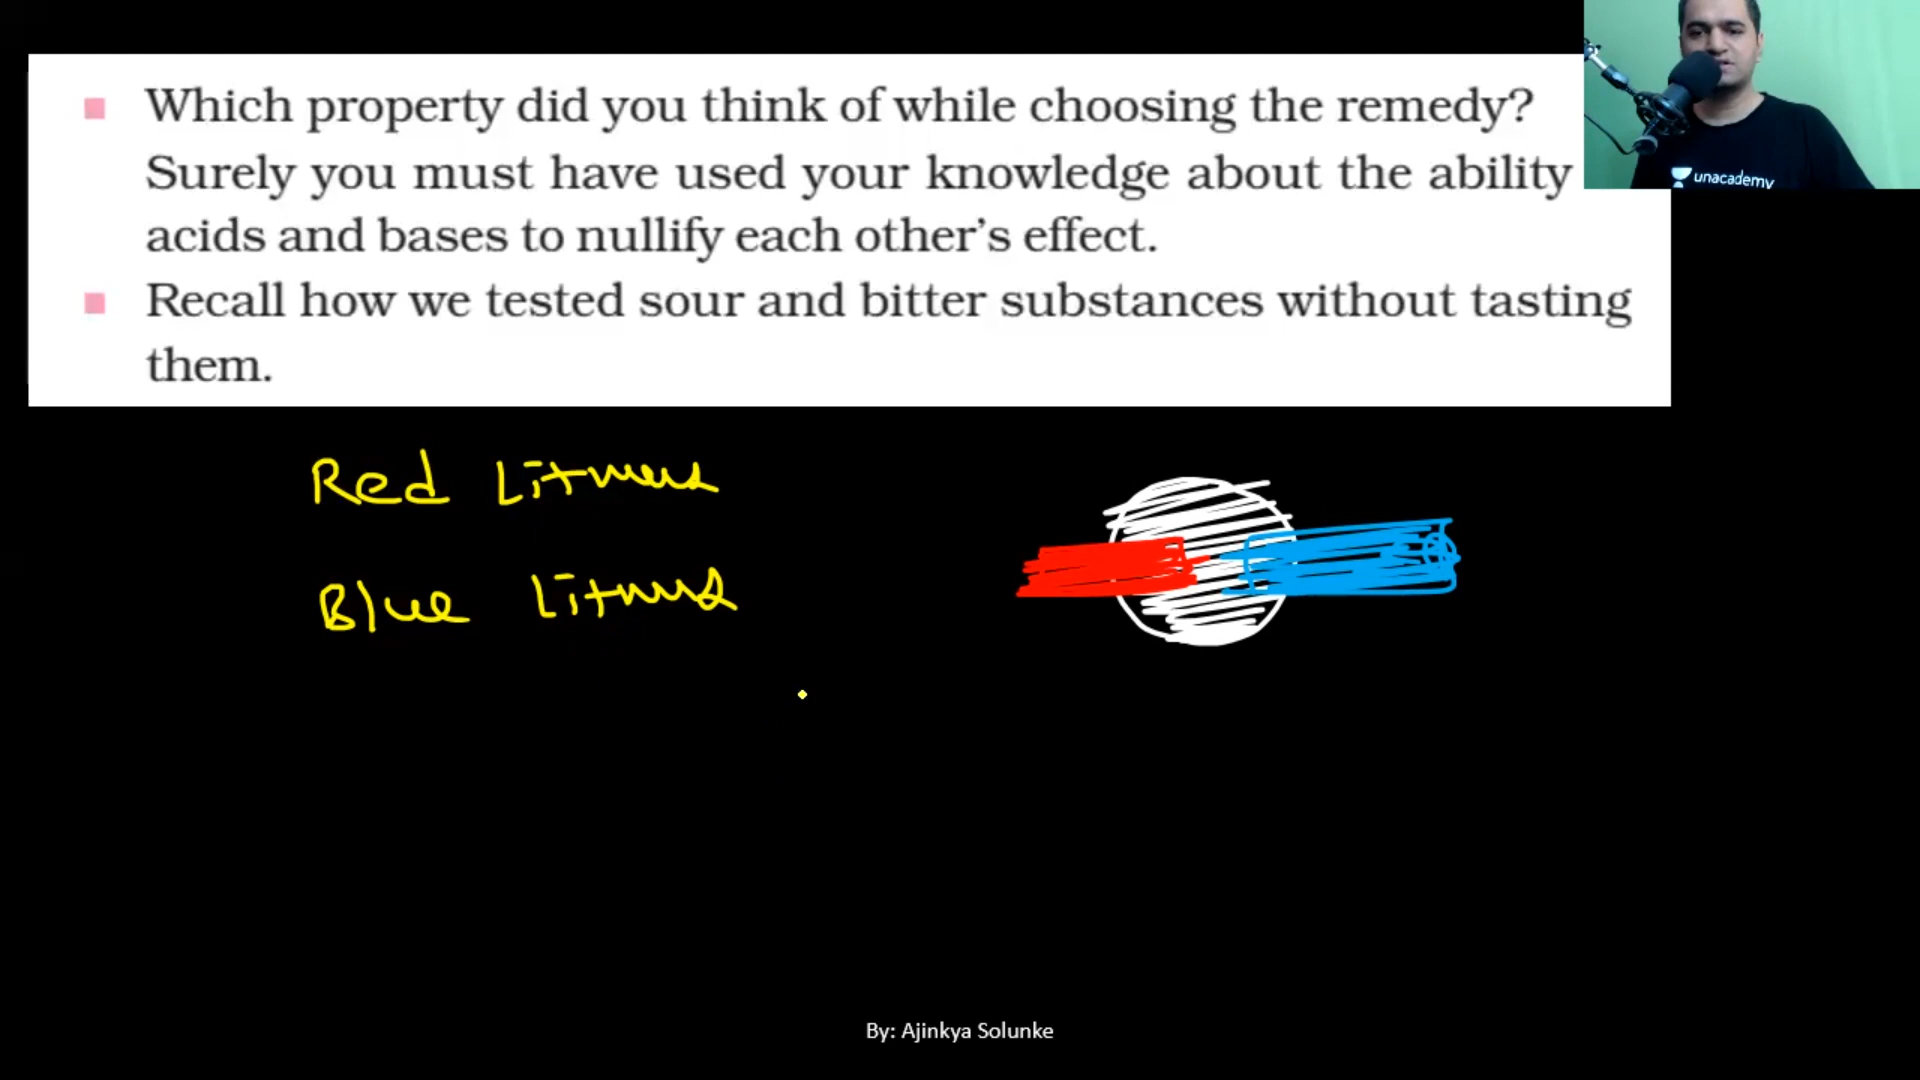 Which property did you think of while choosing the remedy?
Surely you must have used your knowledge about the ability
acids and bases to nullify each other's effect.
Recall how we tested sour and bitter substances without tasting
them.
unacademy
Red Litmus
Blue Litmus
By: Ajinkya Solunke